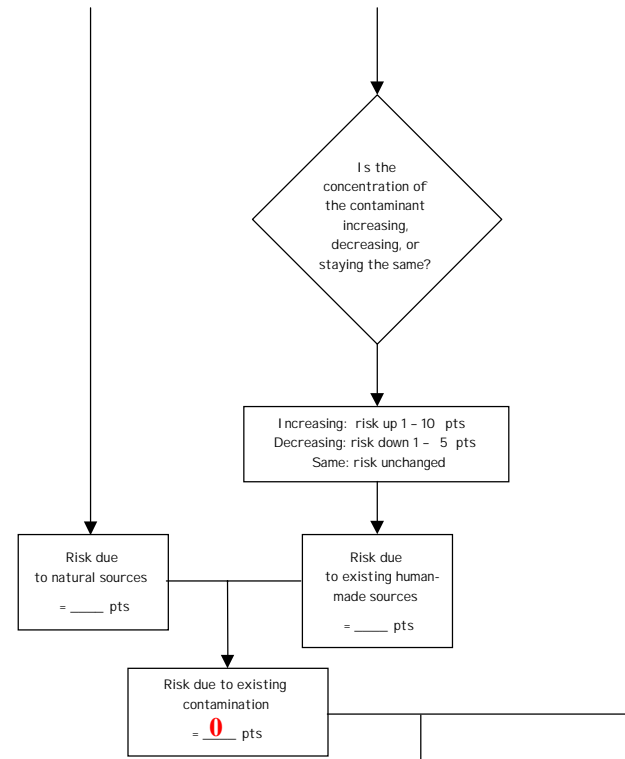 Is the
concentration of
the contaminant
increasing,
decreasing, or
staying the same?
Increasing: risk up 1 – 10 pts
Decreasing: risk down 1 – 5 pts
Same: risk unchanged
Risk due
to natural sources
= _____ pts
Risk due
to existing human-
made sources
= _____ pts
Risk due to existing
contamination
= __0__ pts